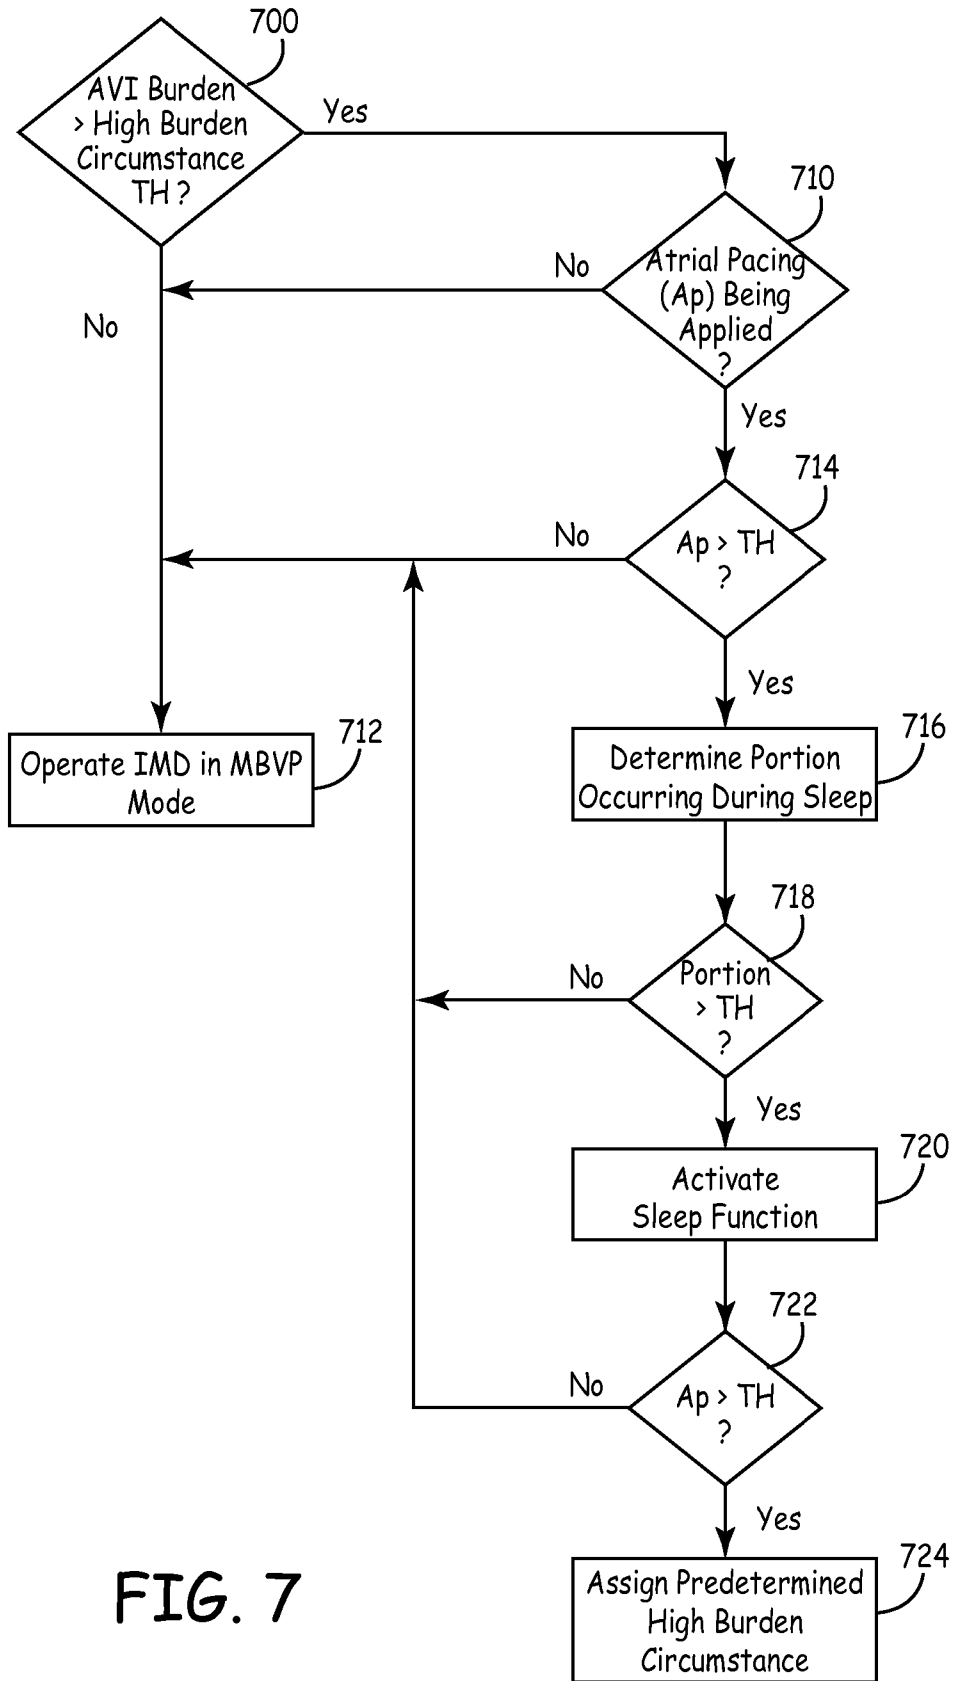 700
AVI Burden
> High Burden
Circumstance
TH ?
Yes
710
Atrial Pacing
(Ap) Being
Applied
?
No
No
Yes
714
Ap > TH
?
No
Yes
712
Operate IMD in MBVP
Mode
716
Determine Portion
Occurring During Sleep
718
Portion
> TH
?
No
Yes
720
Activate
Sleep Function
722
Ap > TH
?
No
Yes
724
Assign Predetermined
High Burden
Circumstance
FIG. 7